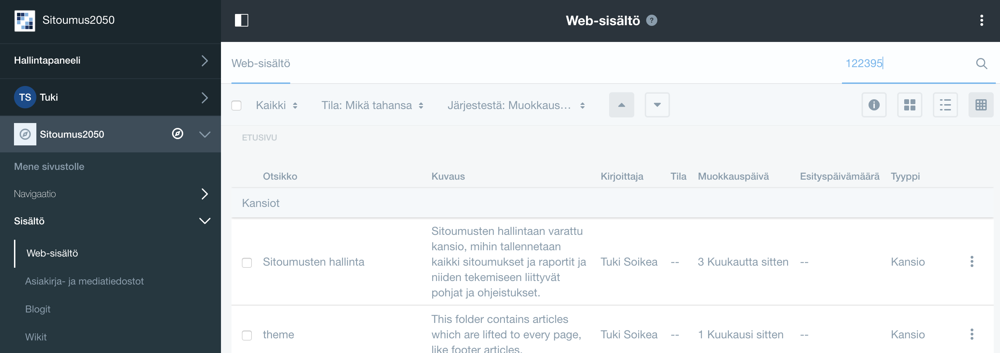 Sitoumus2050
Hallintapaneeli
TS Tuki
Sitoumus2050
Mene sivustolle
Navigaatio
Sisältö
Web-sisältö
Asiakirja- ja mediatiedostot
Blogit
Wikit
Web-sisältö ?
Web-sisältö
122395
Kaikki Tila: Mikä tahansa Järjestestä: Muokkaus...
ETUSIVU
Otsikko Kuvaus Kirjoittaja Tila Muokkauspäivä Esityspäivämäärä Tyyppi
Kansiot
Sitoumusten hallintaan varattu
kansio, mihin tallennetaan
Sitoumusten hallinta kaikki sitoumukset ja raportit ja Tuki Soikea -- 3 Kuukautta sitten -- Kansio
niiden tekemiseen liittyvät
pohjat ja ohjeistukset.
This folder contains articles
theme which are lifted to every page, Tuki Soikea -- 1 Kuukausi sitten -- Kansio
like footer articles.